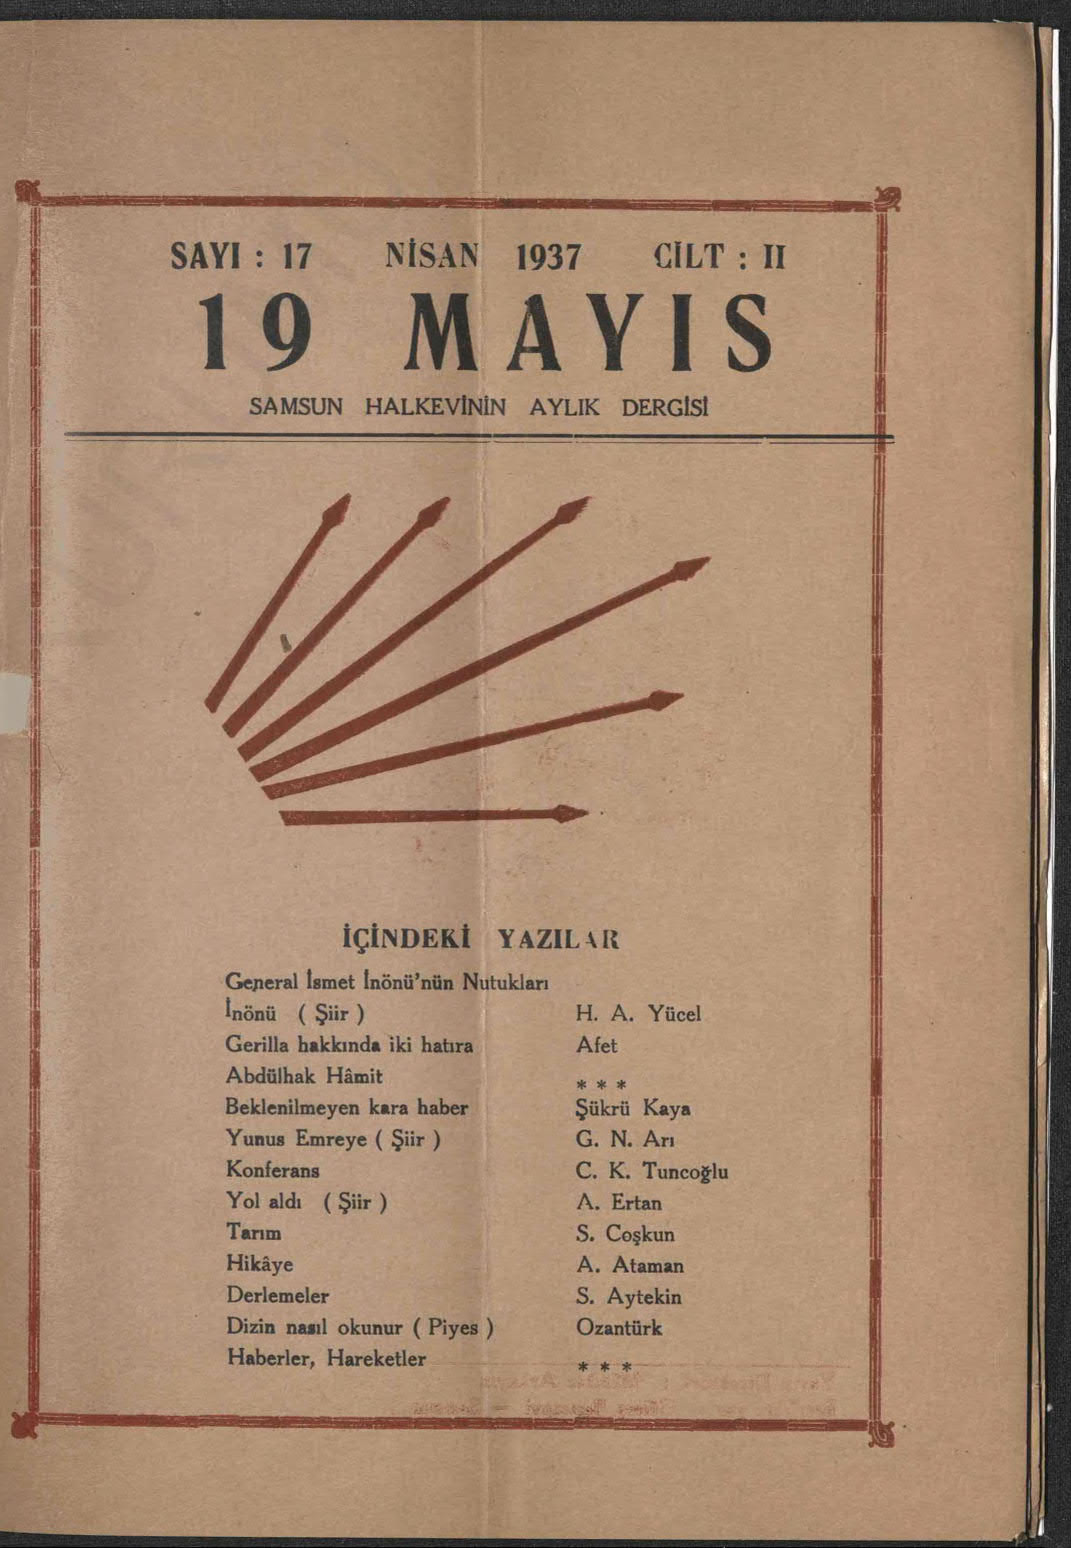 SAYI : 17 NİSAN 1937 CİLT : II
19 MAYIS
SAMSUN HALKEVİNİN AYLIK DERGİSİ
İÇİNDEKİ YAZILAR
General İsmet İnönü'nün Nutukları
İnönü ( Şiir ) H. A. Yücel
Gerilla hakkında iki hatıra Afet
Abdülhak Hâmit * * *
Beklenilmeyen kara haber Şükrü Kaya
Yunus Emreye ( Şiir ) G. N. Arı
Konferans C. K. Tuncoğlu
Yol aldı ( Şiir ) A. Ertan
Tarım S. Coşkun
Hikâye A. Ataman
Derlemeler S. Aytekin
Dizin nasıl okunur ( Piyes ) Ozantürk
Haberler, Hareketler * * *